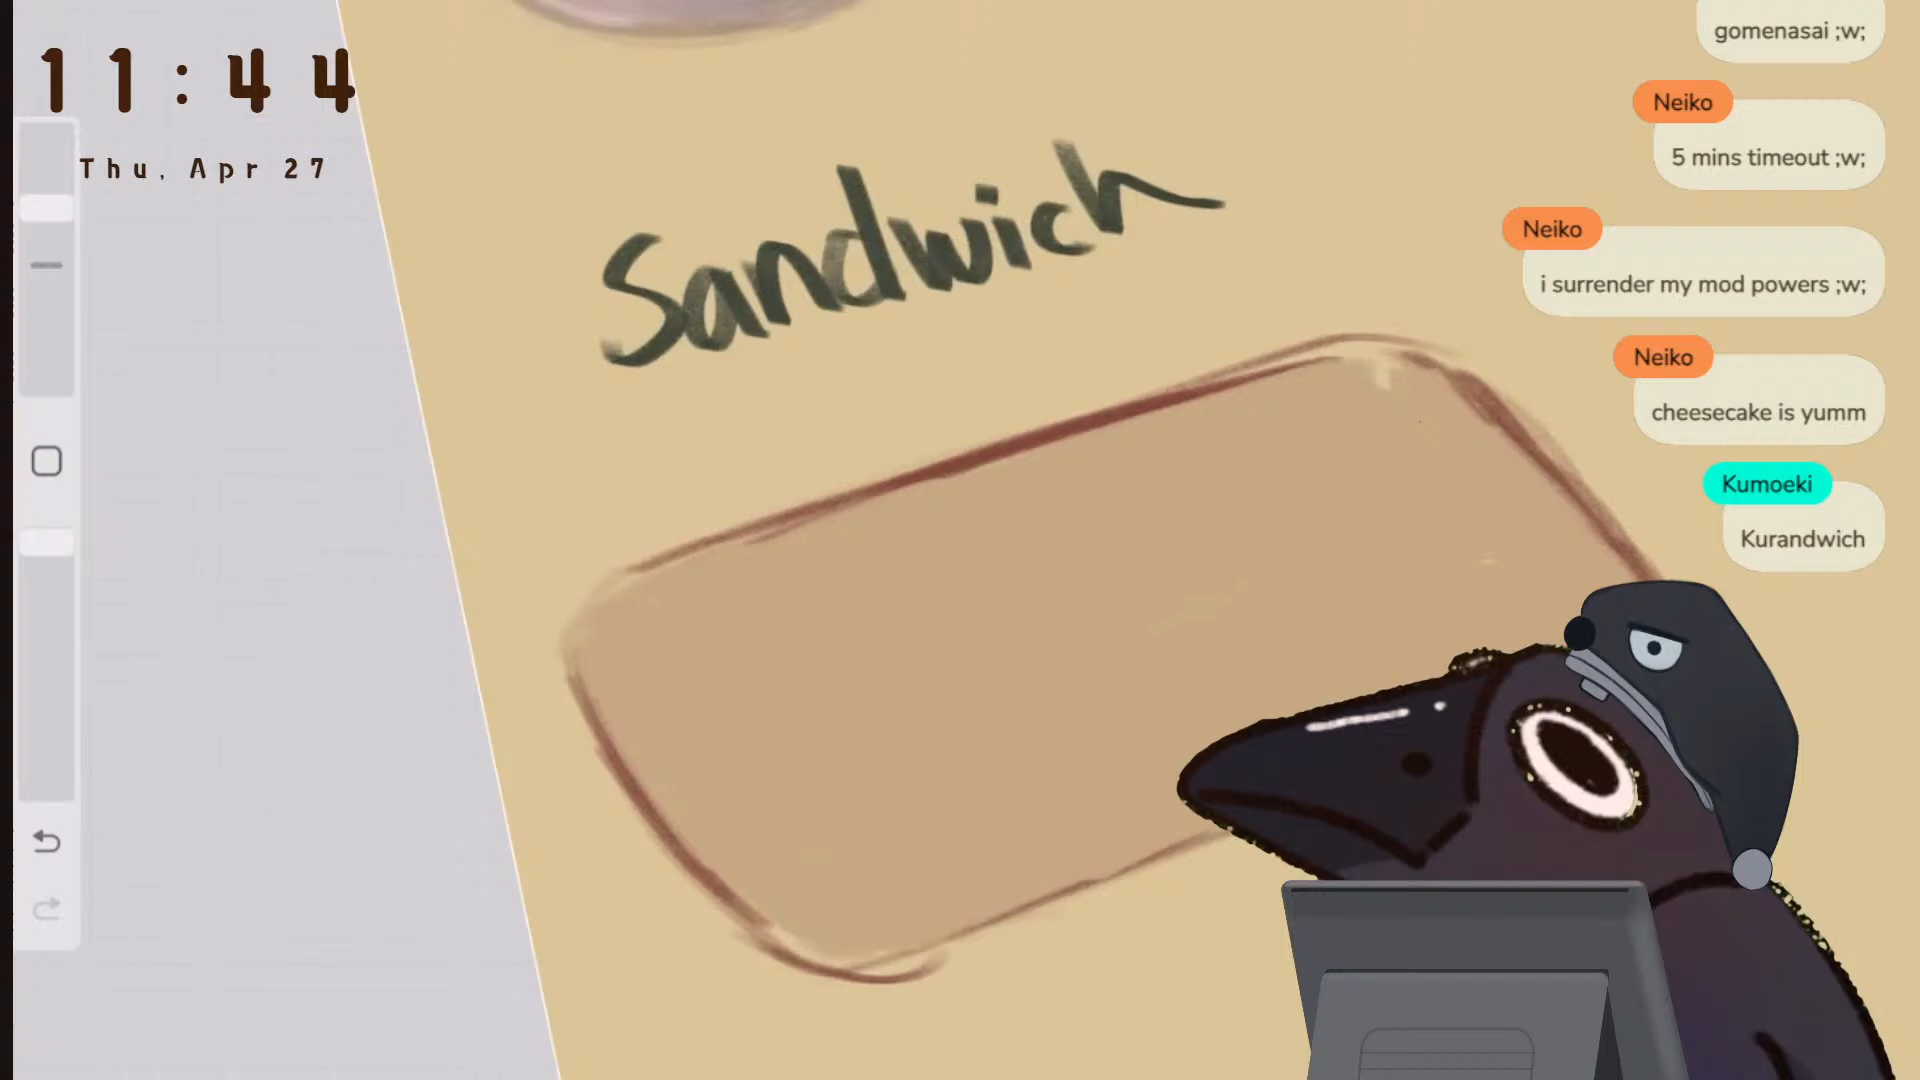 11:44
Thu, Apr 27
Sandwich
gomenasai ;w;
Neiko
5 mins timeout ;w;
Neiko
i surrender my mod powers ;w;
Neiko
cheesecake is yumm
Kumoeki
Kurandwich